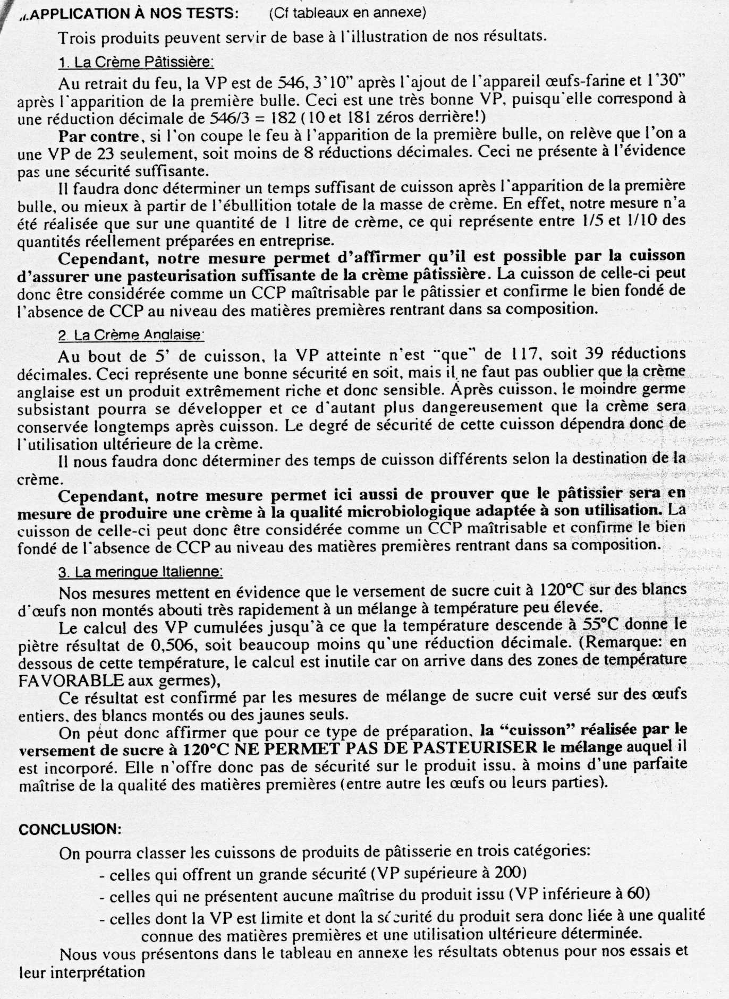 APPLICATION À NOS TESTS: (Cf tableaux en annexe)
Trois produits peuvent servir de base à l'illustration de nos résultats.
1. La Crème Pâtissière:
Au retrait du feu, la VP est de 546, 3'10" après l'ajout de l'appareil œufs-farine et 1'30"
après l'apparition de la première bulle. Ceci est une très bonne VP, puisqu'elle correspond à
une réduction décimale de 546/3 = 182 (10 et 181 zéros derrière!)
Par contre, si l'on coupe le feu à l'apparition de la première bulle, on relève que l'on a
une VP de 23 seulement, soit moins de 8 réductions décimales. Ceci ne présente à l'évidence
pas une sécurité suffisante.
Il faudra donc déterminer un temps suffisant de cuisson après l'apparition de la première
bulle, ou mieux à partir de l'ébullition totale de la masse de crème. En effet, notre mesure n'a
été réalisée que sur une quantité de 1 litre de crème, ce qui représente entre 1/5 et 1/10 des
quantités réellement préparées en entreprise.
Cependant, notre mesure permet d'affirmer qu'il est possible par la cuisson
d'assurer une pasteurisation suffisante de la crème pâtissière. La cuisson de celle-ci peut
donc être considérée comme un CCP maîtrisable par le pâtissier et confirme le bien fondé de
l'absence de CCP au niveau des matières premières rentrant dans sa composition.
2. La Crème Anglaise:
Au bout de 5' de cuisson, la VP atteinte n'est "que" de 117, soit 39 réductions
décimales. Ceci représente une bonne sécurité en soit, mais il ne faut pas oublier que la crème
anglaise est un produit extrêmement riche et donc sensible. Après cuisson, le moindre germe
subsistant pourra se développer et ce d'autant plus dangereusement que la crème sera
conservée longtemps après cuisson. Le degré de sécurité de cette cuisson dépendra donc de
l'utilisation ultérieure de la crème.
Il nous faudra donc déterminer des temps de cuisson différents selon la destination de la
crème.
Cependant, notre mesure permet ici aussi de prouver que le pâtissier sera en
mesure de produire une crème à la qualité microbiologique adaptée à son utilisation. La
cuisson de celle-ci peut donc être considérée comme un CCP maîtrisable et confirme le bien
fondé de l'absence de CCP au niveau des matières premières rentrant dans sa composition.
3. La meringue Italienne:
Nos mesures mettent en évidence que le versement de sucre cuit à 120°C sur des blancs
d'œufs non montés abouti très rapidement à un mélange à température peu élevée.
Le calcul des VP cumulées jusqu'à ce que la température descende à 55°C donne le
piètre résultat de 0,506, soit beaucoup moins qu'une réduction décimale. (Remarque: en
dessous de cette température, le calcul est inutile car on arrive dans des zones de température
FAVORABLE aux germes),
Ce résultat est confirmé par les mesures de mélange de sucre cuit versé sur des œufs
entiers, des blancs montés ou des jaunes seuls.
On peut donc affirmer que pour ce type de préparation, la "cuisson" réalisée par le
versement de sucre à 120°C NE PERMET PAS DE PASTEURISER le mélange auquel il
est incorporé. Elle n'offre donc pas de sécurité sur le produit issu, à moins d'une parfaite
maîtrise de la qualité des matières premières (entre autre les œufs ou leurs parties).
CONCLUSION:
On pourra classer les cuissons de produits de pâtisserie en trois catégories:
- celles qui offrent un grande sécurité (VP supérieure à 200)
- celles qui ne présentent aucune maîtrise du produit issu (VP inférieure à 60)
- celles dont la VP est limite et dont la sécurité du produit sera donc liée à une qualité
connue des matières premières et une utilisation ultérieure déterminée.
Nous vous présentons dans le tableau en annexe les résultats obtenus pour nos essais et
leur interprétation